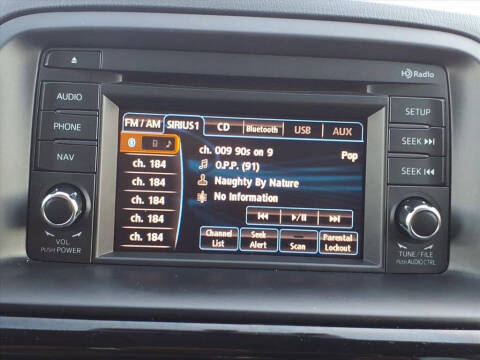 HD Radio
AUDIO
PHONE
NAV
VOL
PUSH POWER
FM / AM SIRIUS1 CD Bluetooth USB AUX
ch. 009 90s on 9
Pop
O.P.P. (91)
Naughty By Nature
No Information
ch. 184
ch. 184
ch. 184
ch. 184
ch. 184
Channel List
Seek Alert
Scan
Parental Lockout
SETUP
SEEK
SEEK
TUNE/FILE
PUSH AUDIO CTRL